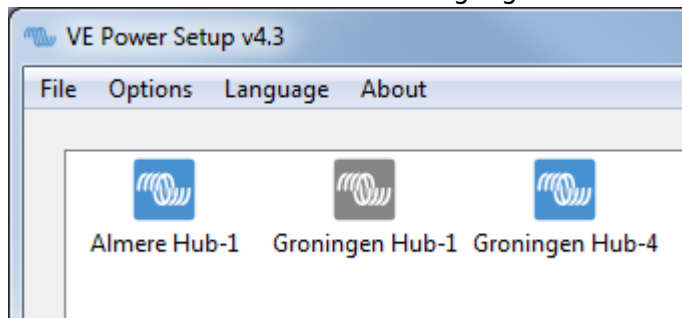 VE Power Setup v4.3
File Options Language About
Almere Hub-1 Groningen Hub-1 Groningen Hub-4